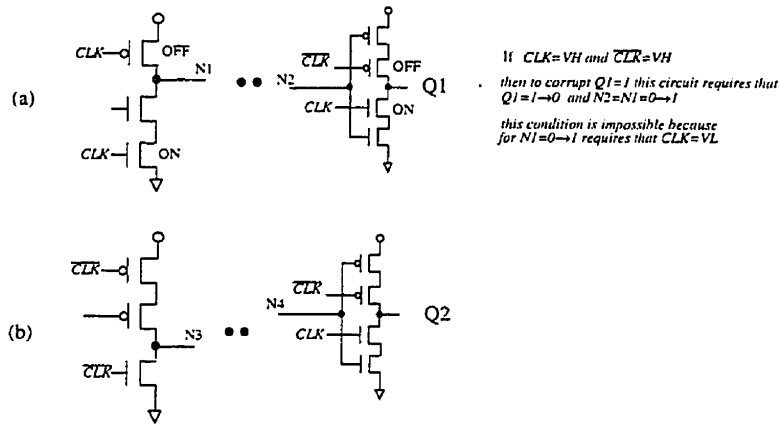 CLK
OFF
N1
CLK
ON
(a)
CLK
N2
OFF
Q1
CLK
ON
If CLK=VH and CLK=VH
then to corrupt Q1=1 this circuit requires that
Q1=1→0 and N2=N1=0→1
this condition is impossible because
for N1=0→1 requires that CLK=VL
CLK
N3
CLK
(b)
CLK
N4
Q2
CLK